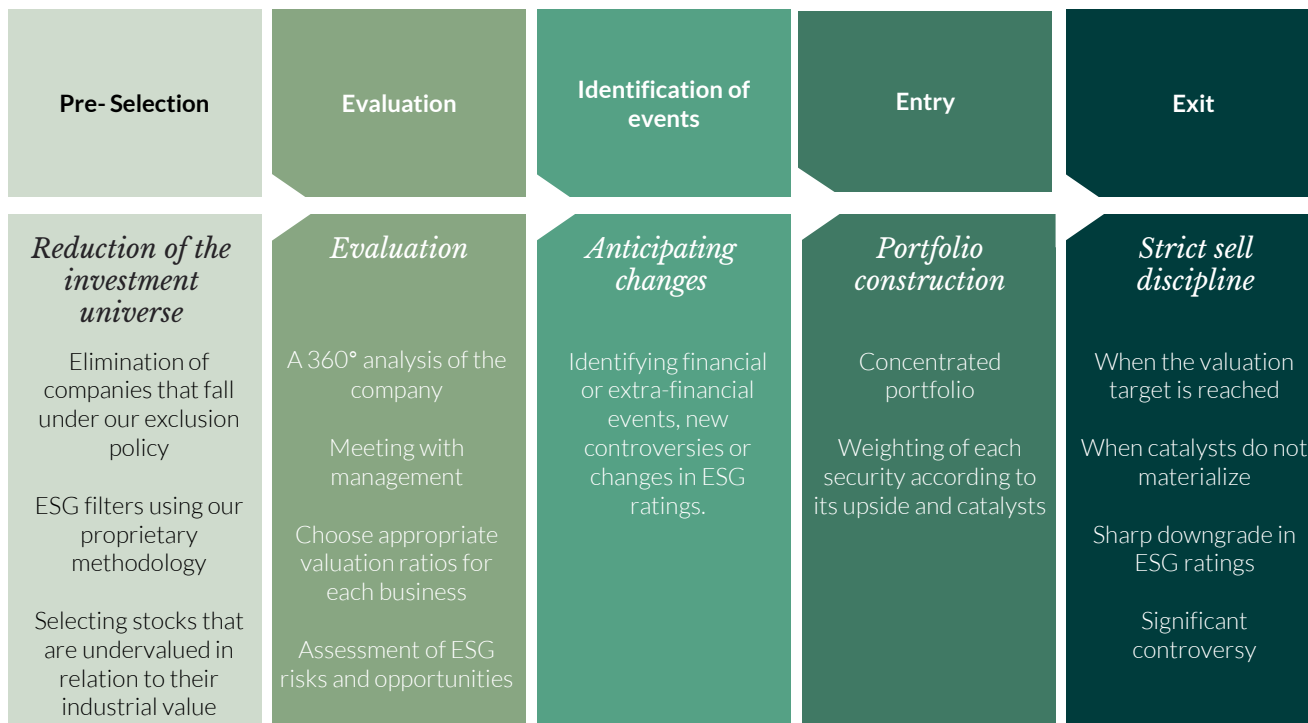 Pre- Selection
Evaluation
Identification of
events
Entry
Exit
Reduction of the
investment
universe
Elimination of
companies that fall
under our exclusion
policy
ESG filters using our
proprietary
methodology
Selecting stocks that
are undervalued in
relation to their
industrial value
Evaluation
A 360° analysis of the
company
Meeting with
management
Choose appropriate
valuation ratios for
each business
Assessment of ESG
risks and opportunities
Anticipating
changes
Identifying financial
or extra-financial
events, new
controversies or
changes in ESG
ratings.
Portfolio
construction
Concentrated
portfolio
Weighting of each
security according to
its upside and catalysts
Strict sell
discipline
When the valuation
target is reached
When catalysts do not
materialize
Sharp downgrade in
ESG ratings
Significant
controversy